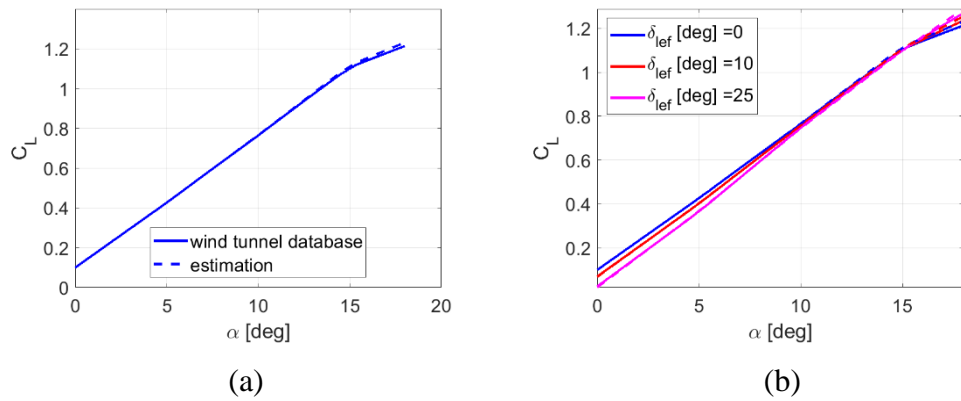 1.2
1
0.8
0.6
0.4
0.2
0
C_L
0 5 10 15 20
α [deg]
wind tunnel database
estimation
(a)
1.2
1
0.8
0.6
0.4
0.2
C_L
0 5 10 15
α [deg]
δ_lef [deg] =0
δ_lef [deg] =10
δ_lef [deg] =25
(b)